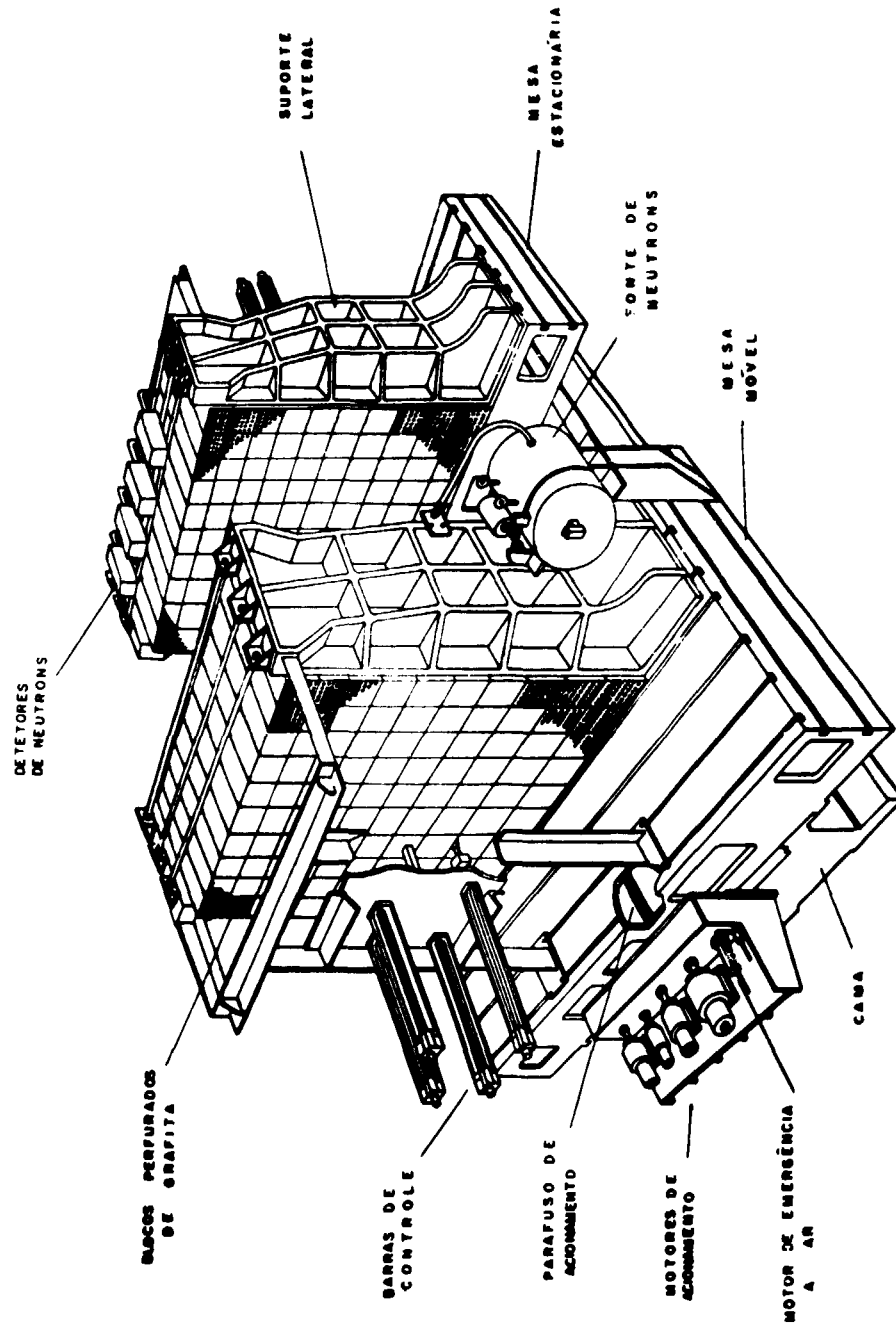 DETETORES
DE NEUTRONS
SUPORTE
LATERAL
MESA
ESTACIONÁRIA
FONTE DE
NEUTRONS
MESA
MÓVEL
BLOCOS PERFURADOS
DE GRAFITA
BARRAS DE
CONTROLE
PARAFUSO DE
ACIONAMENTO
MOTORES DE
ACIONAMENTO
MOTOR DE EMERGÊNCIA
A AR
CAMA